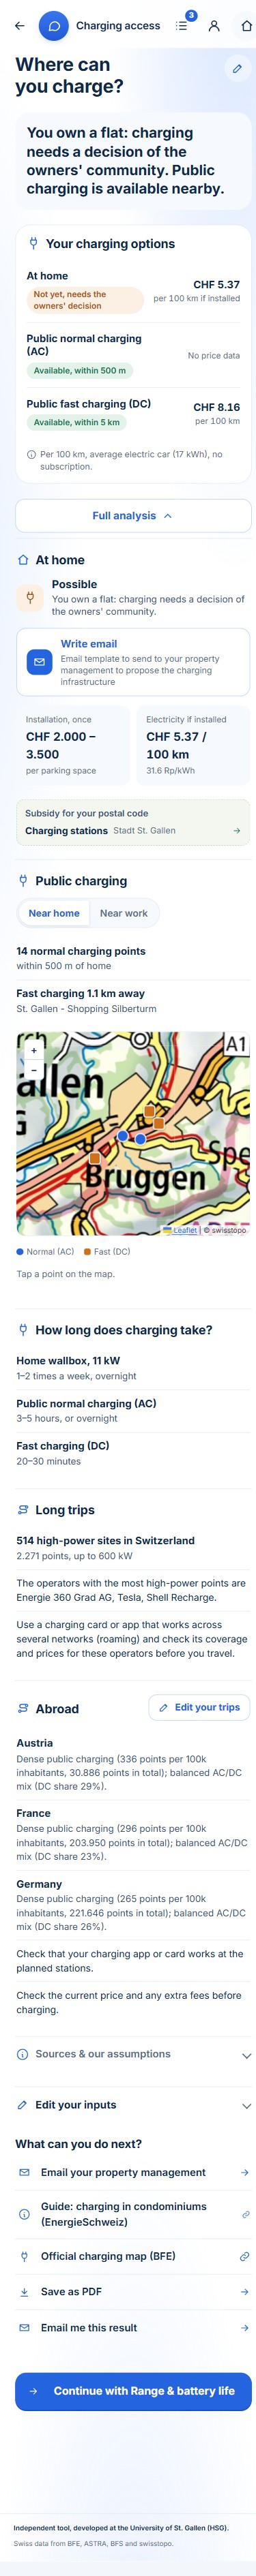 Charging access
3
Where can
you charge?
You own a flat: charging
needs a decision of the
owners' community. Public
charging is available nearby.
Your charging options
At home
Not yet, needs the
owners' decision
CHF 5.37
per 100 km if installed
Public normal charging
(AC)
Available, within 500 m
No price data
Public fast charging (DC)
Available, within 5 km
CHF 8.16
per 100 km
Per 100 km, average electric car (17 kWh), no
subscription.
Full analysis
At home
Possible
You own a flat: charging needs a decision of
the owners' community.
Write email
Email template to send to your property
management to propose the charging
infrastructure
Installation, once
CHF 2.000 –
3.500
per parking space
Electricity if installed
CHF 5.37 /
100 km
31.6 Rp/kWh
Subsidy for your postal code
Charging stations Stadt St. Gallen
Public charging
Near home
Near work
14 normal charging points
within 500 m of home
Fast charging 1.1 km away
St. Gallen - Shopping Silberturm
+
−
A1
allen
G
Spe
Bruggen
Leaflet | © swisstopo
Normal (AC)
Fast (DC)
Tap a point on the map.
How long does charging take?
Home wallbox, 11 kW
1–2 times a week, overnight
Public normal charging (AC)
3–5 hours, or overnight
Fast charging (DC)
20–30 minutes
Long trips
514 high-power sites in Switzerland
2.271 points, up to 600 kW
The operators with the most high-power points are
Energie 360 Grad AG, Tesla, Shell Recharge.
Use a charging card or app that works across
several networks (roaming) and check its coverage
and prices for these operators before you travel.
Abroad
Edit your trips
Austria
Dense public charging (336 points per 100k
inhabitants, 30.886 points in total); balanced AC/DC
mix (DC share 29%).
France
Dense public charging (296 points per 100k
inhabitants, 203.950 points in total); balanced AC/DC
mix (DC share 23%).
Germany
Dense public charging (265 points per 100k
inhabitants, 221.646 points in total); balanced AC/DC
mix (DC share 26%).
Check that your charging app or card works at the
planned stations.
Check the current price and any extra fees before
charging.
Sources & our assumptions
Edit your inputs
What can you do next?
Email your property management
Guide: charging in condominiums
(EnergieSchweiz)
Official charging map (BFE)
Save as PDF
Email me this result
Continue with Range & battery life
Independent tool, developed at the University of St. Gallen (HSG).
Swiss data from BFE, ASTRA, BFS and swisstopo.